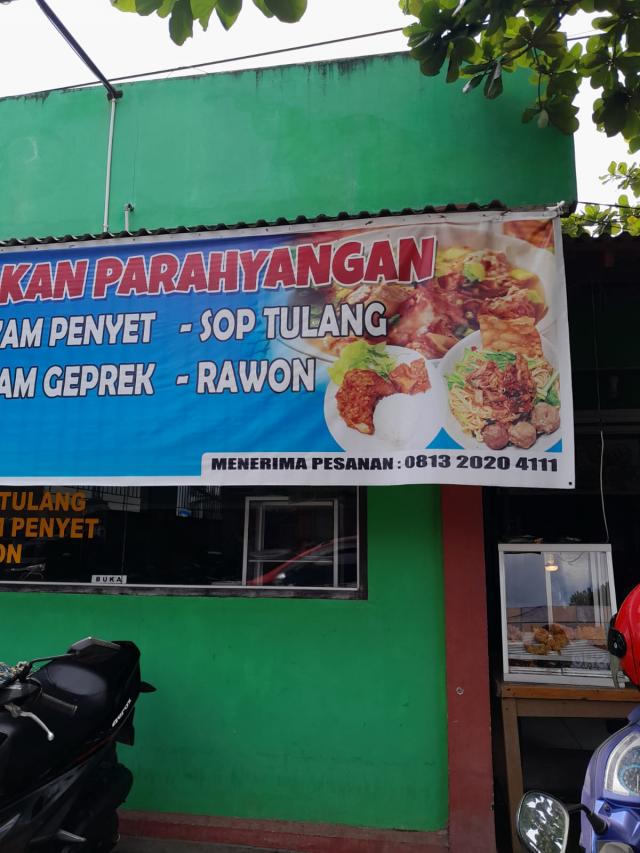 KAN PARAHYANGAN
AM PENYET - SOP TULANG
AM GEPREK - RAWON
MENERIMA PESANAN : 0813 2020 4111
TULANG
PENYET
ON
BUKA